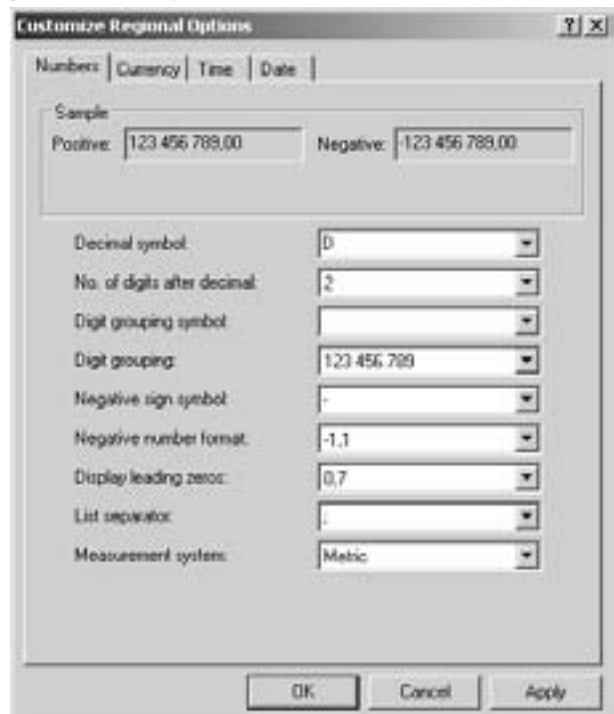 Customize Regional Options
Numbers Currency Time Date
Sample
Positive: 123 456 789,00 Negative: -123 456 789,00
Decimal symbol: D
No. of digits after decimal: 2
Digit grouping symbol:
Digit grouping: 123 456 789
Negative sign symbol: -
Negative number format: -1,1
Display leading zeros: 0,7
List separator: ;
Measurement system: Metric
OK Cancel Apply